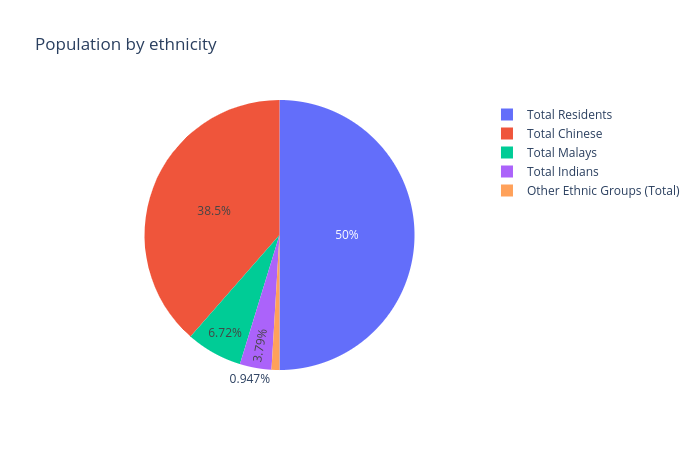 Population by ethnicity
Total Residents
Total Chinese
Total Malays
Total Indians
Other Ethnic Groups (Total)
38.5%
50%
6.72%
3.79%
0.947%